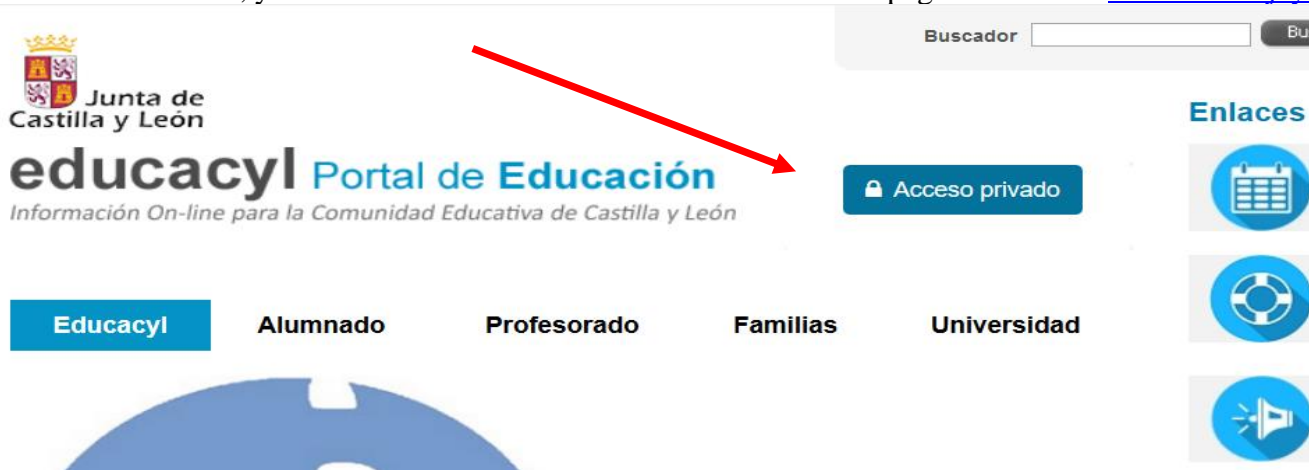 Buscador
Bu
Junta de
Castilla y León
Enlaces
educacyl Portal de Educación
Información On-line para la Comunidad Educativa de Castilla y León
Acceso privado
Educacyl Alumnado Profesorado Familias Universidad